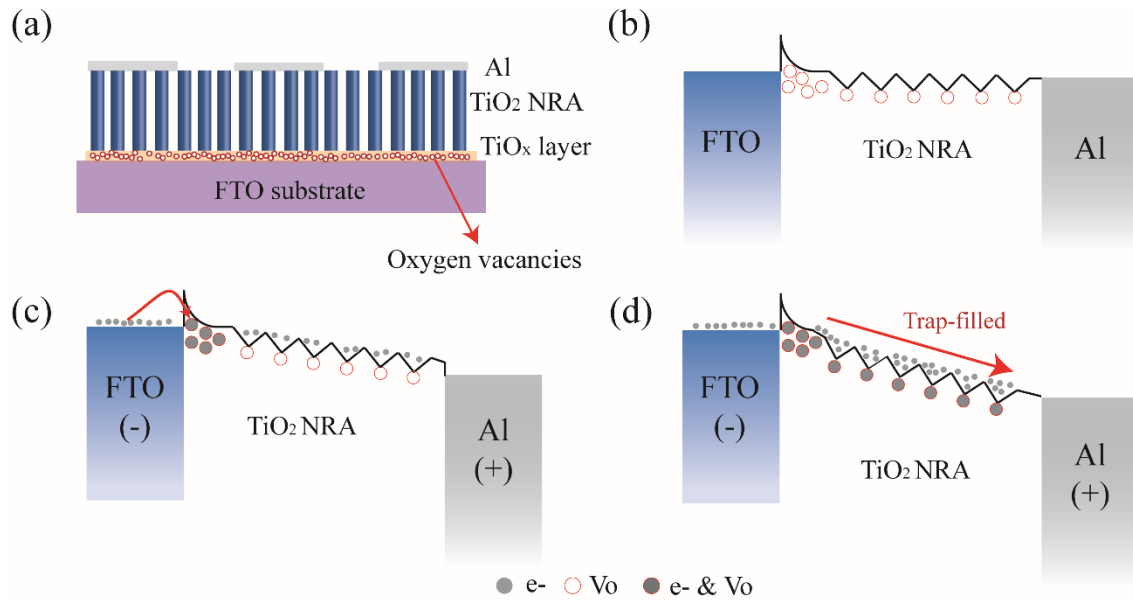 (a)
Al
TiO₂ NRA
TiOx layer
FTO substrate
Oxygen vacancies
(b)
FTO
TiO₂ NRA
Al
(c)
FTO
(-)
TiO₂ NRA
Al
(+)
(d)
Trap-filled
FTO
(-)
TiO₂ NRA
Al
(+)
e- Vo e- & Vo